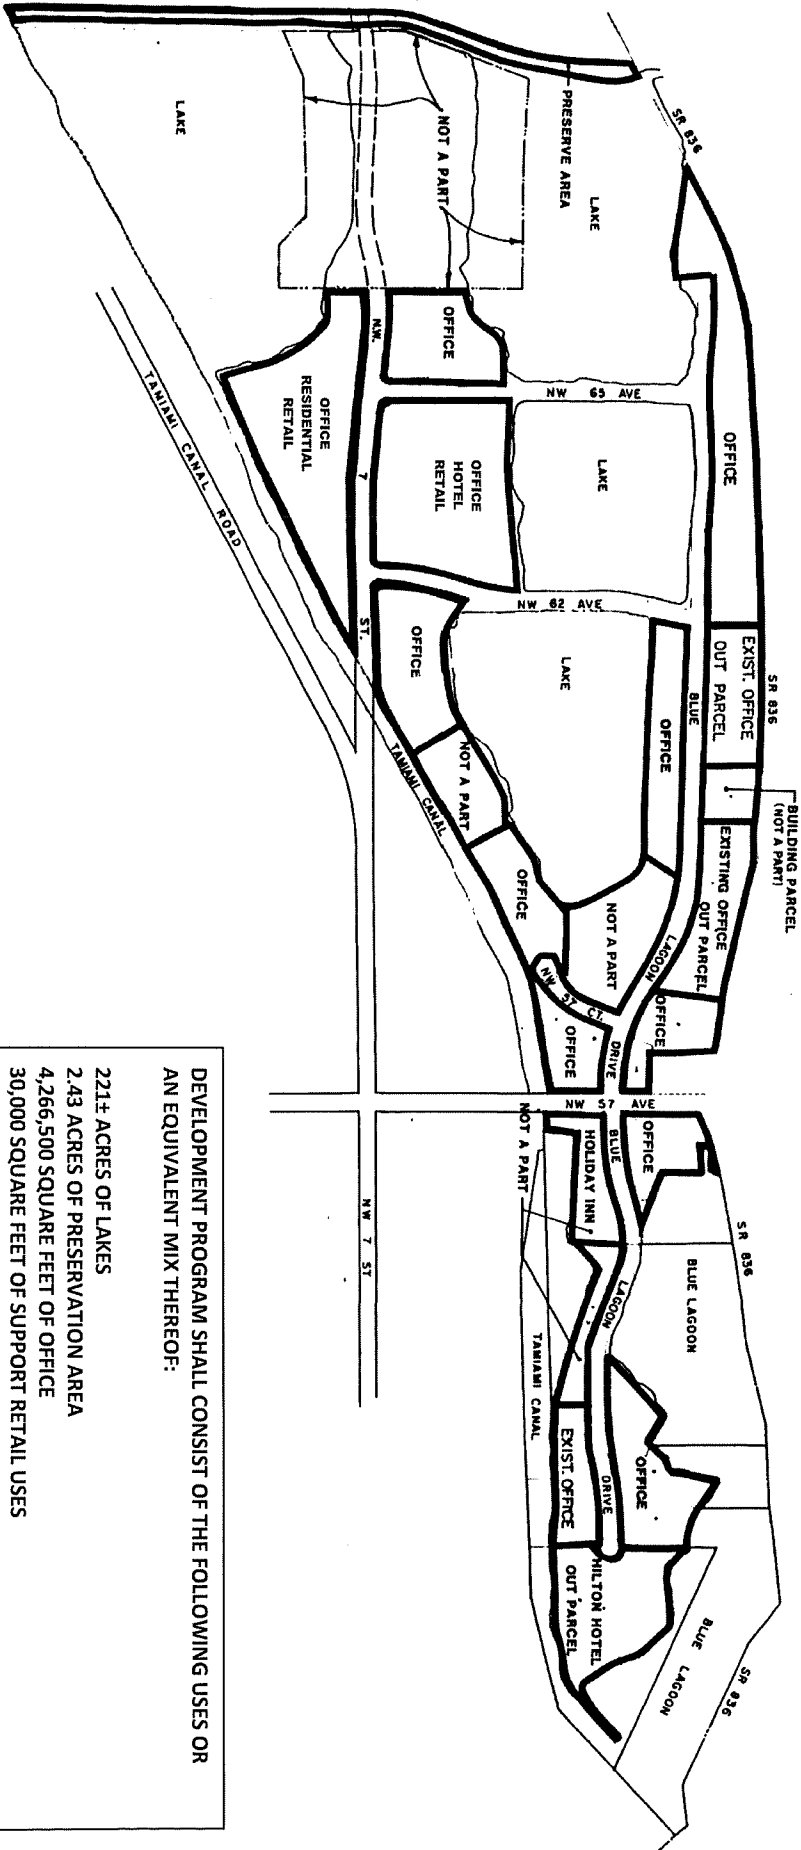 SR 836
PRESERVE AREA
LAKE
LAKE
NOT A PART
OFFICE
N.W.
7
ST.
OFFICE
RESIDENTIAL
RETAIL
TAMIAMI CANAL ROAD
NW 65 AVE
OFFICE
HOTEL
RETAIL
LAKE
OFFICE
NW 62 AVE
OFFICE
LAKE
OFFICE
BLUE
LAGOON
DRIVE
EXIST. OFFICE
OUT PARCEL
SR 836
BUILDING PARCEL
(NOT A PART)
EXISTING OFFICE
OUT PARCEL
NOT A PART
TAMIAMI CANAL
OFFICE
NOT A PART
NW 57 CT.
OFFICE
OFFICE
NW 57 AVE
NW 7 ST
NOT A PART
HOLIDAY INN
BLUE
LAGOON
DRIVE
OFFICE
SR 836
BLUE LAGOON
TAMIAMI CANAL
EXIST. OFFICE
OFFICE
HILTON HOTEL
OUT PARCEL
BLUE LAGOON
SR 836
DEVELOPMENT PROGRAM SHALL CONSIST OF THE FOLLOWING USES OR
AN EQUIVALENT MIX THEREOF:
221± ACRES OF LAKES
2.43 ACRES OF PRESERVATION AREA
4,266,500 SQUARE FEET OF OFFICE
30,000 SQUARE FEET OF SUPPORT RETAIL USES